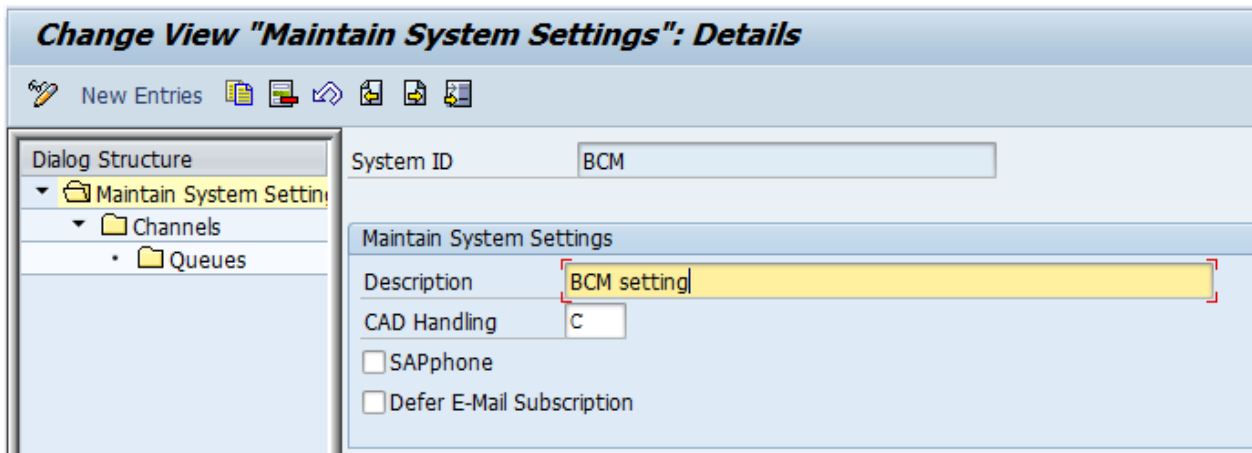 Change View "Maintain System Settings": Details
New Entries
Dialog Structure
Maintain System Setting
Channels
Queues
System ID BCM
Maintain System Settings
Description BCM setting
CAD Handling C
SAPphone
Defer E-Mail Subscription